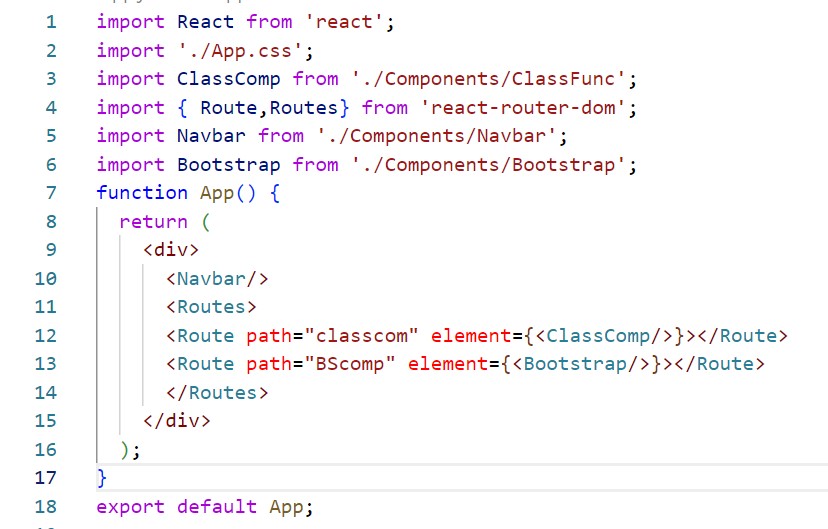 1 import React from 'react';
2 import './App.css';
3 import ClassComp from './Components/ClassFunc';
4 import { Route,Routes} from 'react-router-dom';
5 import Navbar from './Components/Navbar';
6 import Bootstrap from './Components/Bootstrap';
7 function App() {
8 return (
9 <div>
10 <Navbar/>
11 <Routes>
12 <Route path="classcom" element={<ClassComp/>}></Route>
13 <Route path="BScomp" element={<Bootstrap/>}></Route>
14 </Routes>
15 </div>
16 );
17 }
18 export default App;